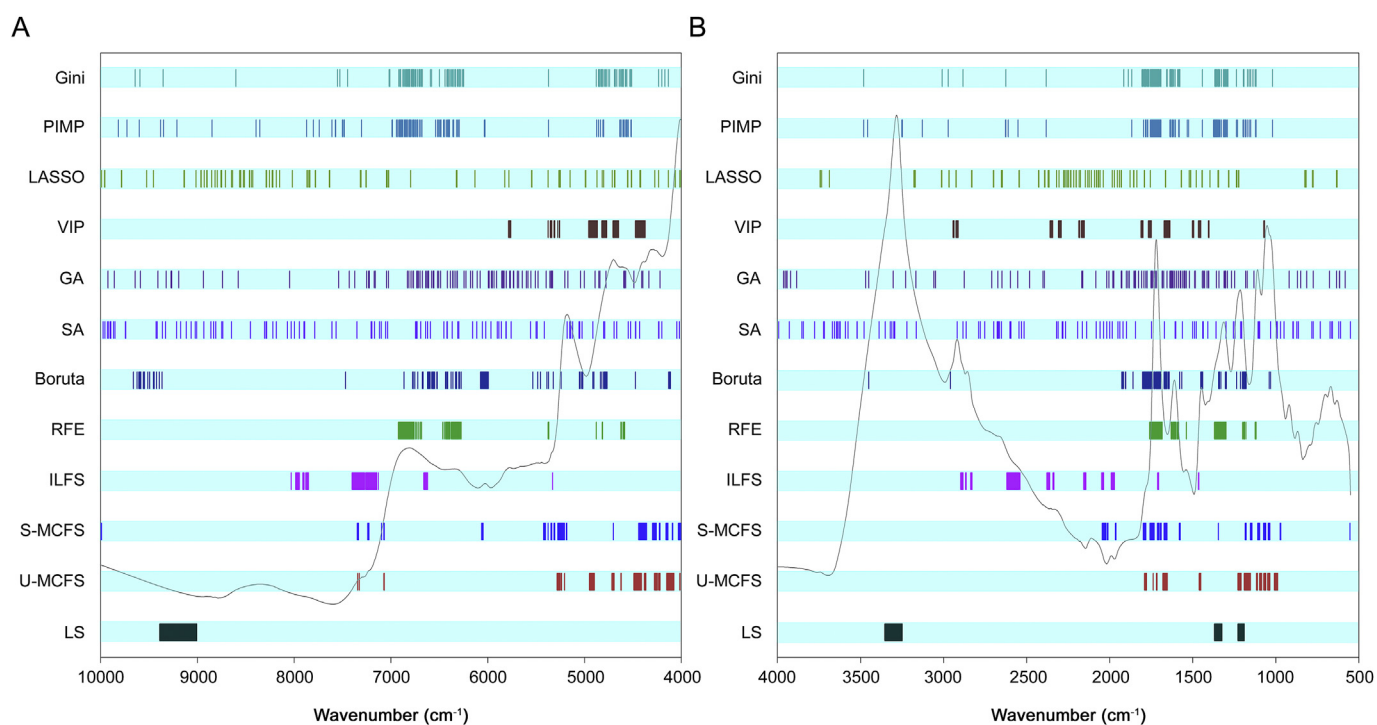 A
Gini
PIMP
LASSO
VIP
GA
SA
Boruta
RFE
ILFS
S-MCFS
U-MCFS
LS
10000 9000 8000 7000 6000 5000 4000
Wavenumber (cm-1)
B
Gini
PIMP
LASSO
VIP
GA
SA
Boruta
RFE
ILFS
S-MCFS
U-MCFS
LS
4000 3500 3000 2500 2000 1500 1000 500
Wavenumber (cm-1)